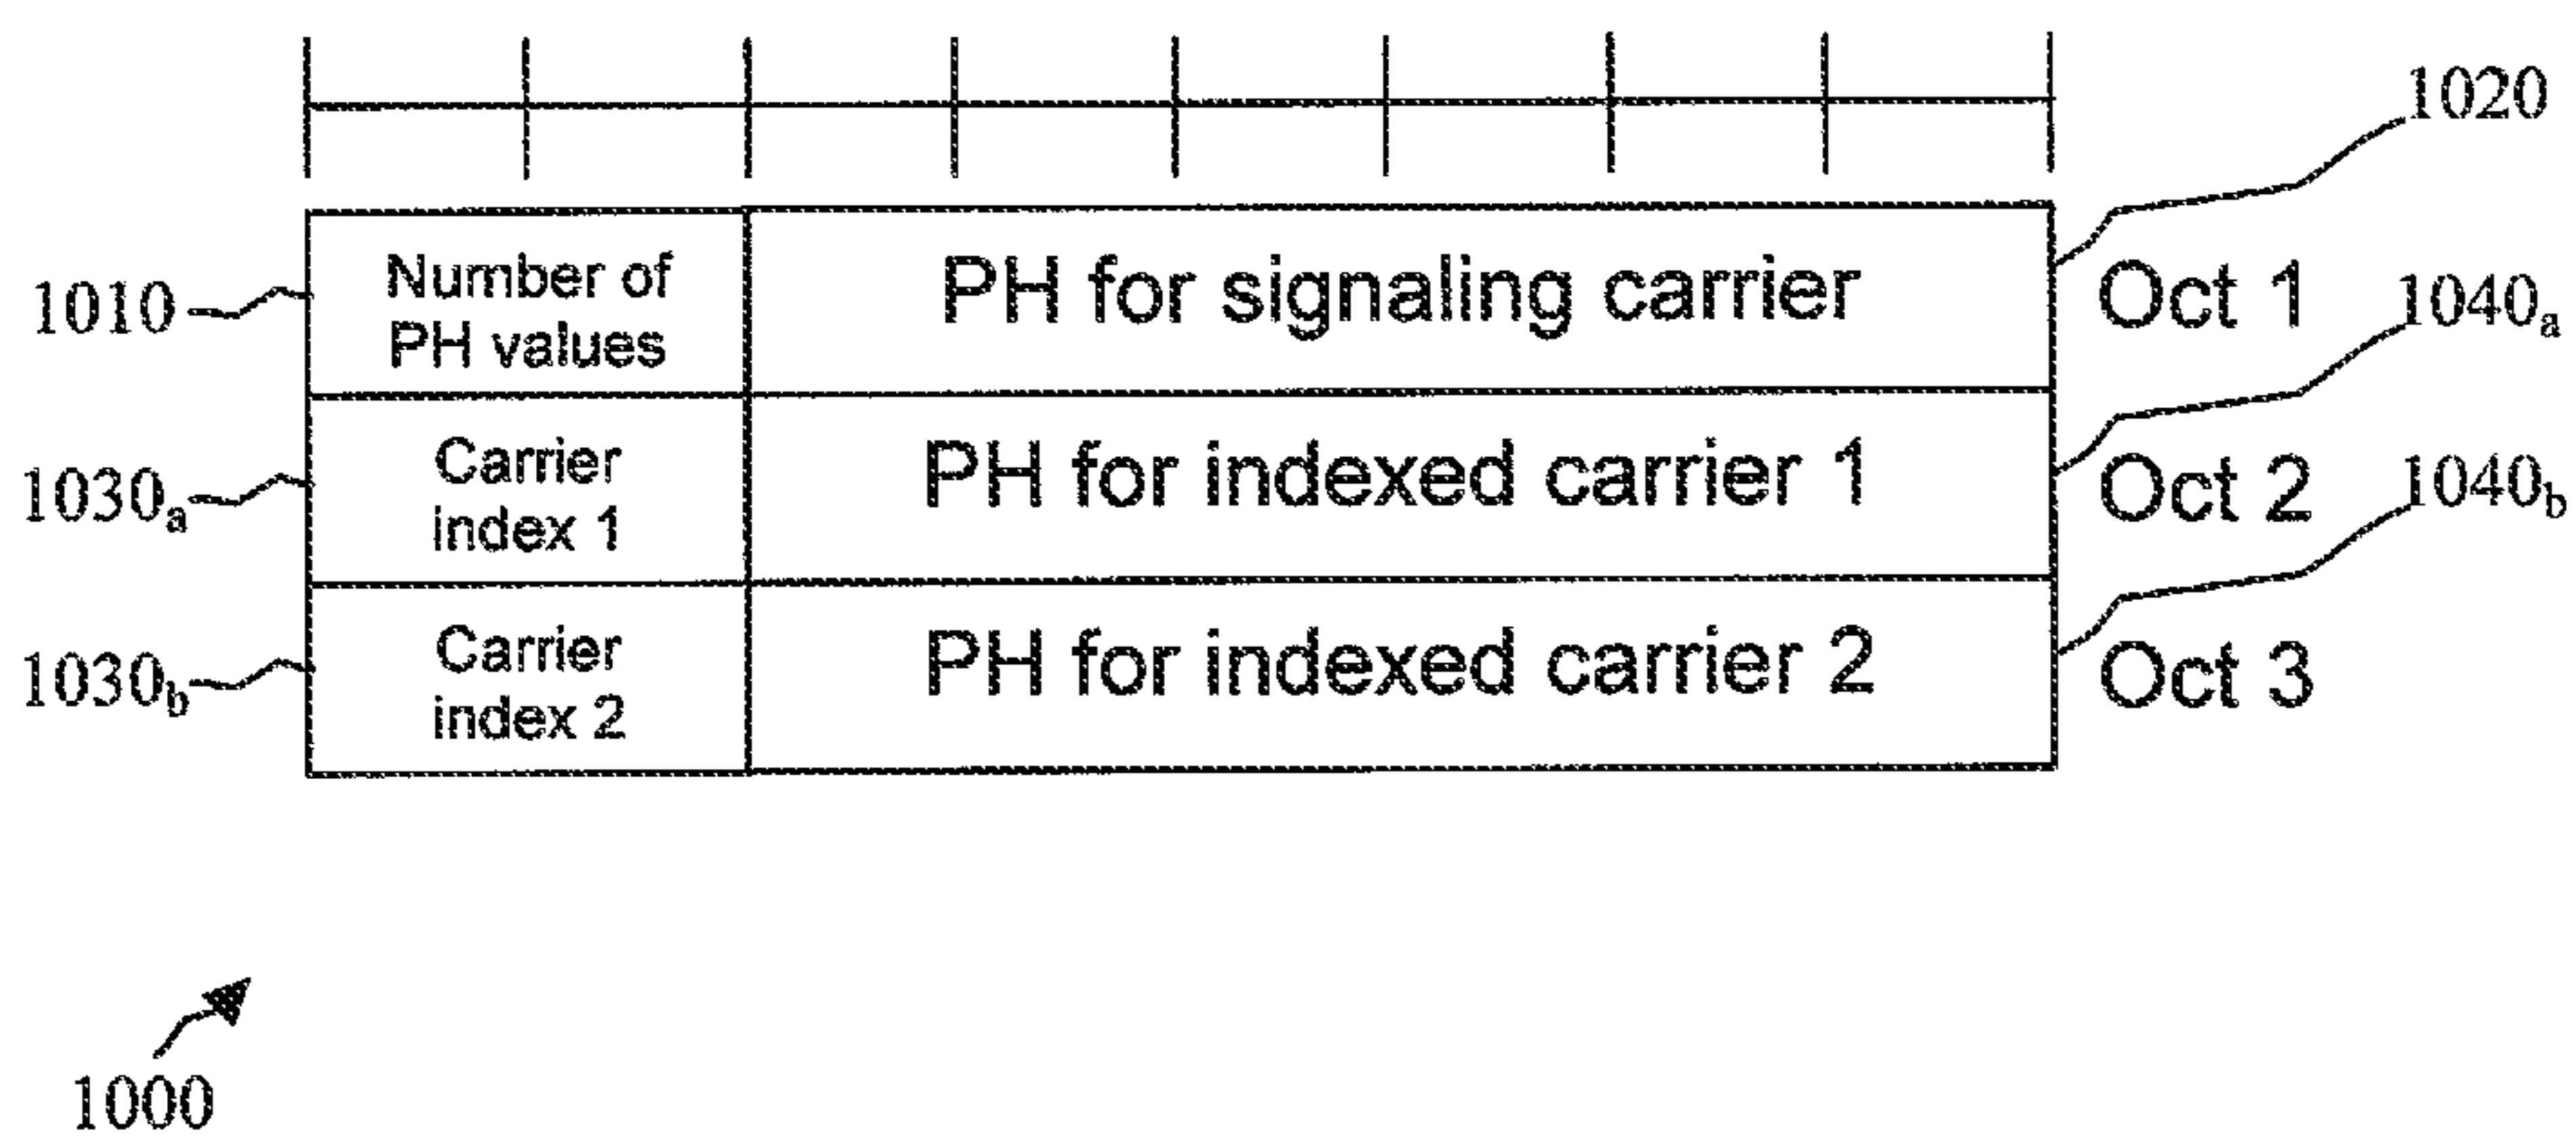 1020
1010
Number of
PH values
PH for signaling carrier
Oct 1
1040a
1030a
Carrier
index 1
PH for indexed carrier 1
Oct 2
1040b
1030b
Carrier
index 2
PH for indexed carrier 2
Oct 3
1000